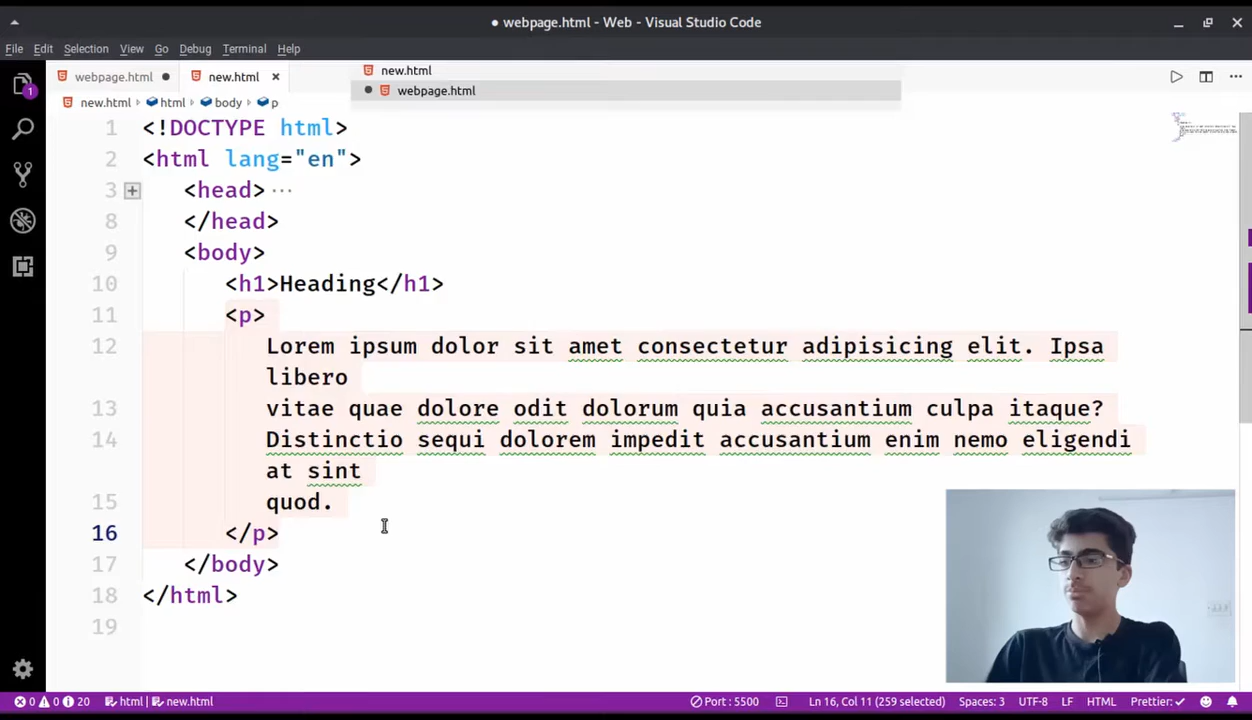 webpage.html - Web - Visual Studio Code
File Edit Selection View Go Debug Terminal Help
webpage.html new.html
new.html
webpage.html
new.html html body p
1 <!DOCTYPE html>
2 <html lang="en">
3 <head>
8 </head>
9 <body>
10 <h1>Heading</h1>
11 <p>
12 Lorem ipsum dolor sit amet consectetur adipisicing elit. Ipsa
libero
13 vitae quae dolore odit dolorum quia accusantium culpa itaque?
14 Distinctio sequi dolorem impedit accusantium enim nemo eligendi
at sint
15 quod.
16 </p>
17 </body>
18 </html>
19
1
0 0 20 html | new.html Port : 5500 Ln 16, Col 11 (259 selected) Spaces: 3 UTF-8 LF HTML Prettier: